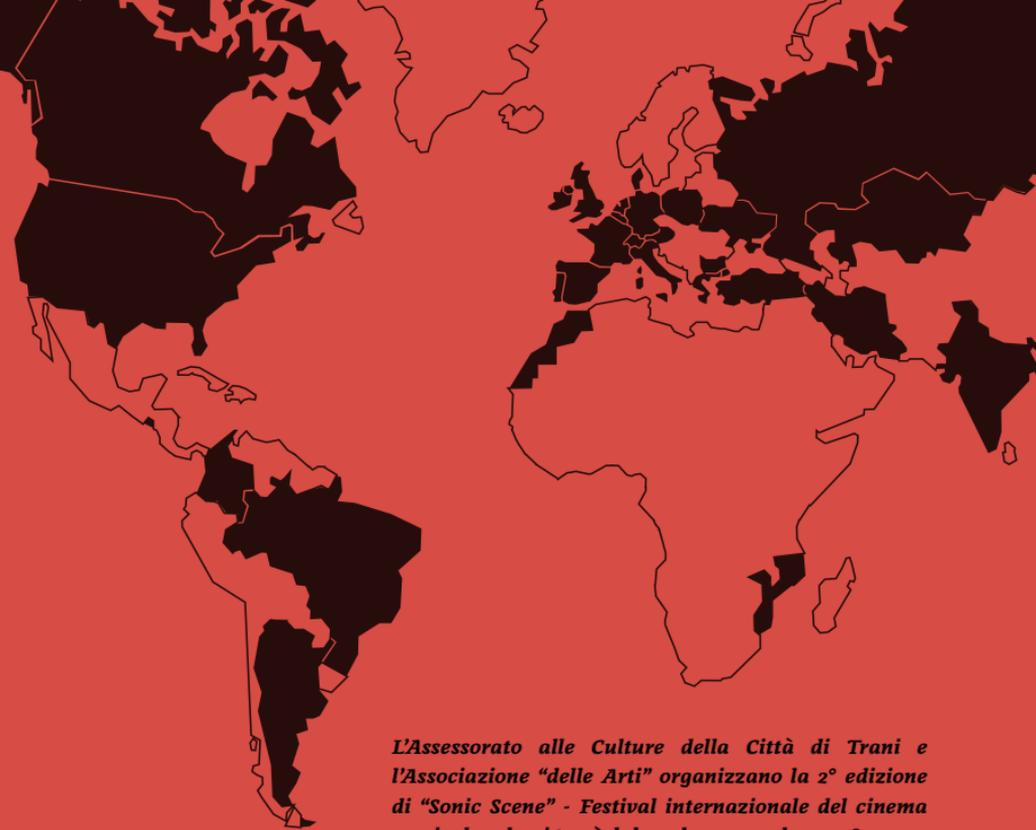 L'Assessorato alle Culture della Città di Trani e
l'Associazione “delle Arti” organizzano la 2° edizione
di “Sonic Scene” - Festival internazionale del cinema